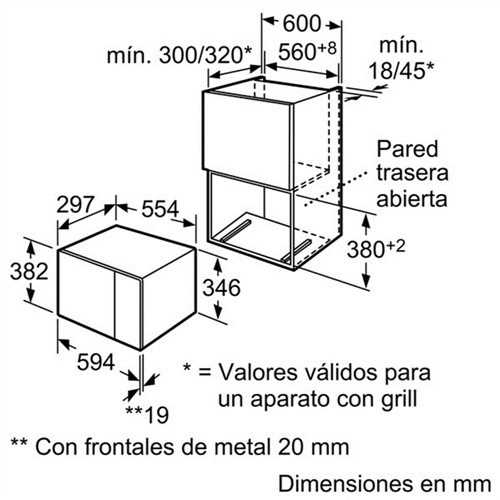 600
mín. 300/320*
560+8
mín.
18/45*
Pared
trasera
abierta
297
554
380+2
382
346
594
**19
* = Valores válidos para
un aparato con grill
** Con frontales de metal 20 mm
Dimensiones en mm